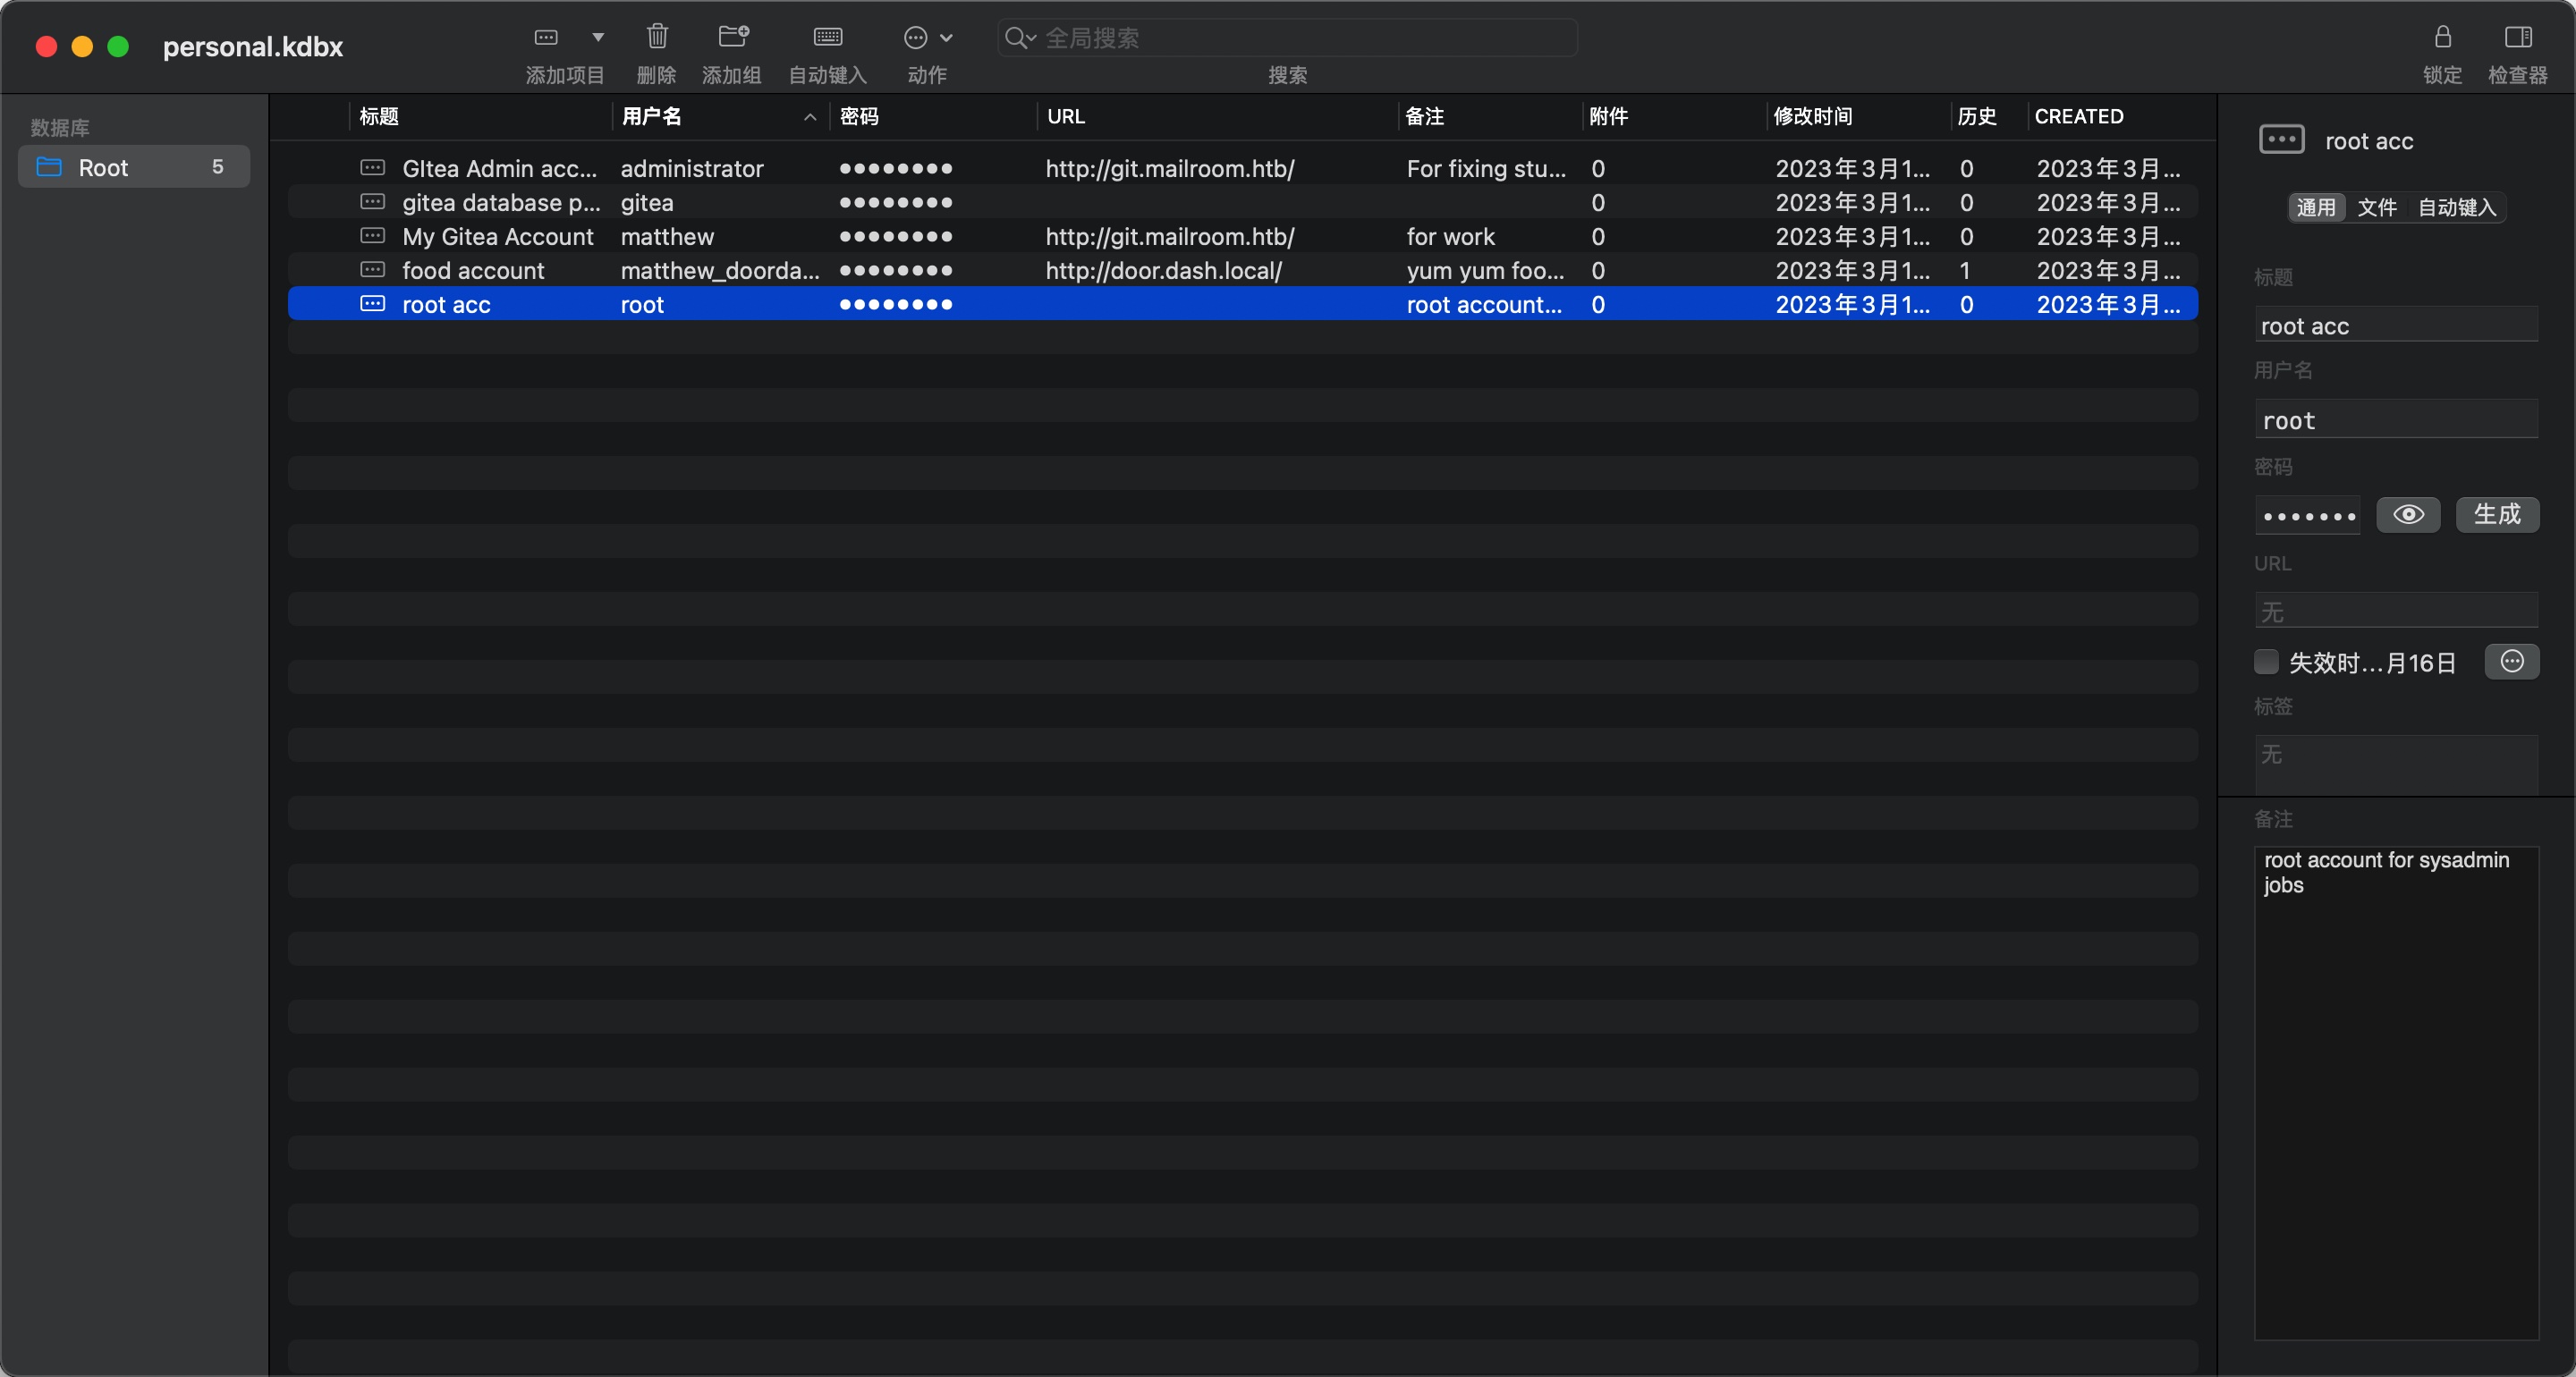 personal.kdbx
添加项目 删除 添加组 自动键入 动作
全局搜索
搜索
锁定 检查器
数据库
Root 5
标题 用户名 密码 URL 备注 附件 修改时间 历史 CREATED
GItea Admin acc... administrator ●●●●●●●● http://git.mailroom.htb/ For fixing stu... 0 2023年3月1... 0 2023年3月...
gitea database p... gitea ●●●●●●●● 0 2023年3月1... 0 2023年3月...
My Gitea Account matthew ●●●●●●●● http://git.mailroom.htb/ for work 0 2023年3月1... 0 2023年3月...
food account matthew_doorda... ●●●●●●●● http://door.dash.local/ yum yum foo... 0 2023年3月1... 1 2023年3月...
root acc root ●●●●●●●● root account... 0 2023年3月1... 0 2023年3月...
root acc
通用 文件 自动键入
标题
root acc
用户名
root
密码
●●●●●●● 生成
URL
无
失效时...月16日
标签
无
备注
root account for sysadmin
jobs